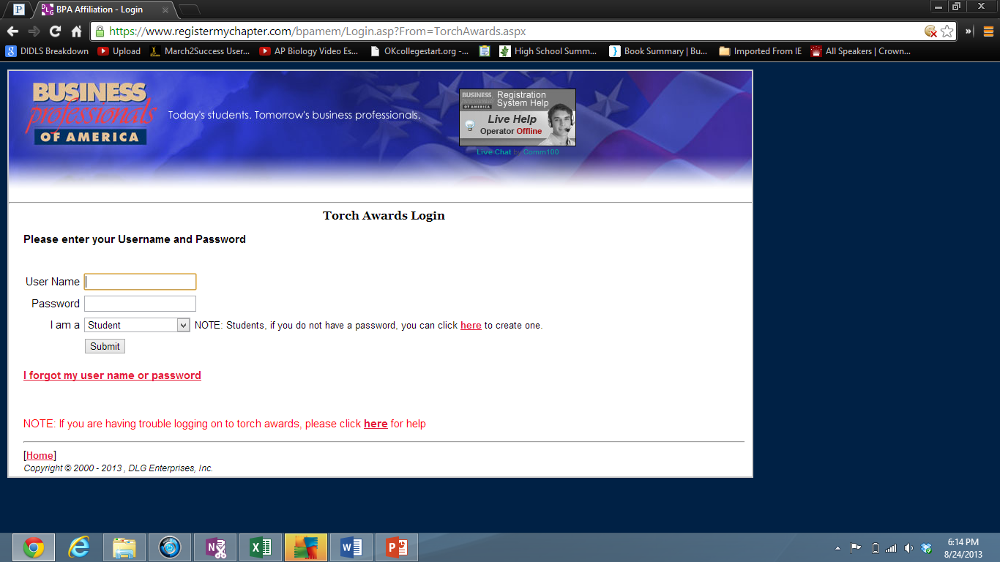 BPA Affiliation - Login
https://www.registermychapter.com/bpamem/Login.asp?From=TorchAwards.aspx
DIDLS Breakdown Upload March2Success User... AP Biology Video Es... OKcollegestart.org -... High School Summ... Book Summary | Bu... Imported From IE All Speakers | Crown...
BUSINESS
professionals
OF AMERICA
Today's students. Tomorrow's business professionals.
BUSINESS
OF AMERICA
Registration
System Help
Live Help
Operator Offline
Live Chat by Comm100
Torch Awards Login
Please enter your Username and Password
User Name
Password
I am a Student NOTE: Students, if you do not have a password, you can click here to create one.
Submit
I forgot my user name or password
NOTE: If you are having trouble logging on to torch awards, please click here for help
[Home]
Copyright © 2000 - 2013 , DLG Enterprises, Inc.
6:14 PM
8/24/2013